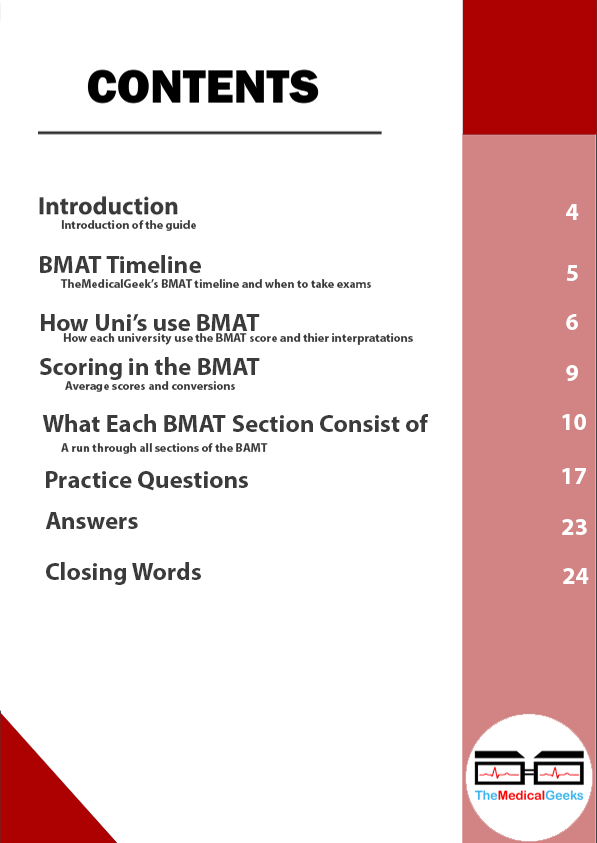 CONTENTS
Introduction 4
Introduction of the guide
BMAT Timeline 5
TheMedicalGeek's BMAT timeline and when to take exams
How Uni's use BMAT 6
How each university use the BMAT score and thier interpratations
Scoring in the BMAT 9
Average scores and conversions
What Each BMAT Section Consist of 10
A run through all sections of the BAMT
Practice Questions 17
Answers 23
Closing Words 24
TheMedicalGeeks